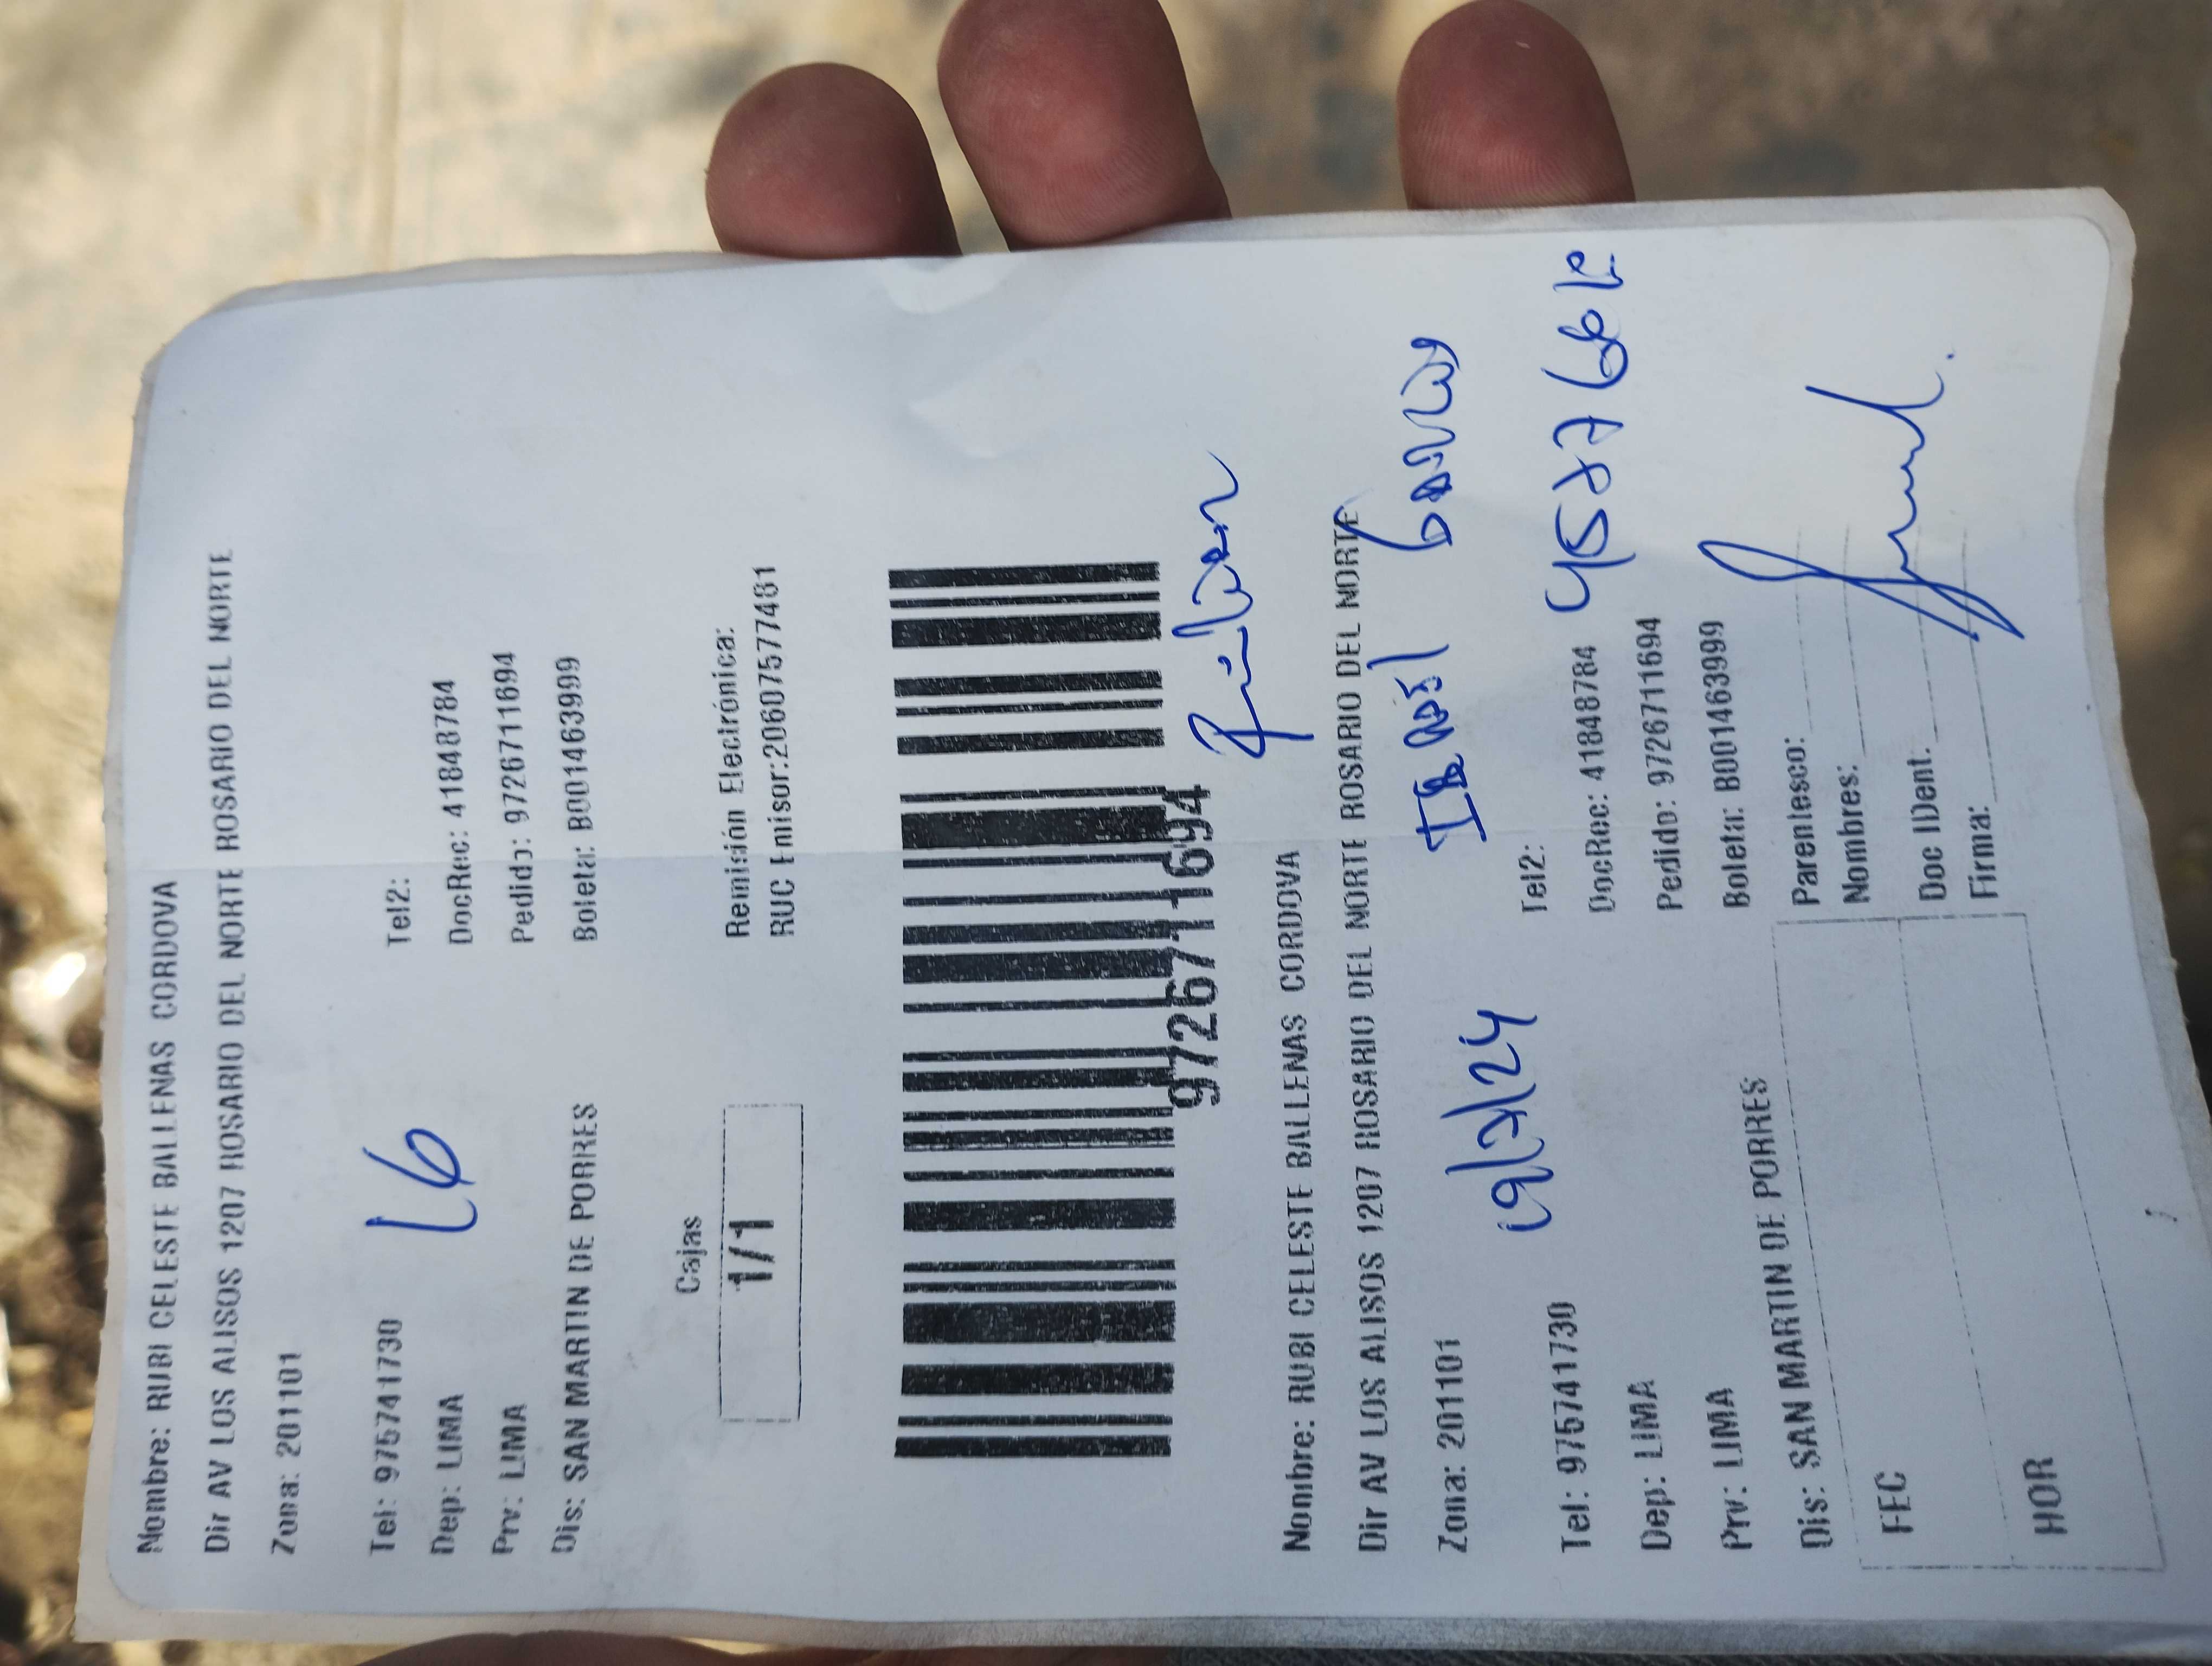 Nombre: RUBI CELESTE BALLENAS CORDOVA
Dir AV LOS ALISOS 1207 ROSARIO DEL NORTE ROSARIO DEL NORTE
Zona: 201101
Tel: 975741730 L6 Tel2:
Dep: LIMA DocRec: 41848784
Prv: LIMA Pedido: 9726711694
Dis: SAN MARTIN DE PORRES Boleta: B001463999
Cajas
1/1
Remisión Electrónica:
RUC Emisor:20607577481
9726711694
Nombre: RUBI CELESTE BALLENAS CORDOVA
Dir AV LOS ALISOS 1207 ROSARIO DEL NORTE ROSARIO DEL NORTE
Zona: 201101
19/7/24
Tel: 975741730 Tel2:
Dep: LIMA DocRec: 41848784
Prv: LIMA Pedido: 9726711694
Dis: SAN MARTIN DE PORRES Boleta: B001463999
Parentesco:
FEC Nombres:
Doc IDent.
HOR Firma: